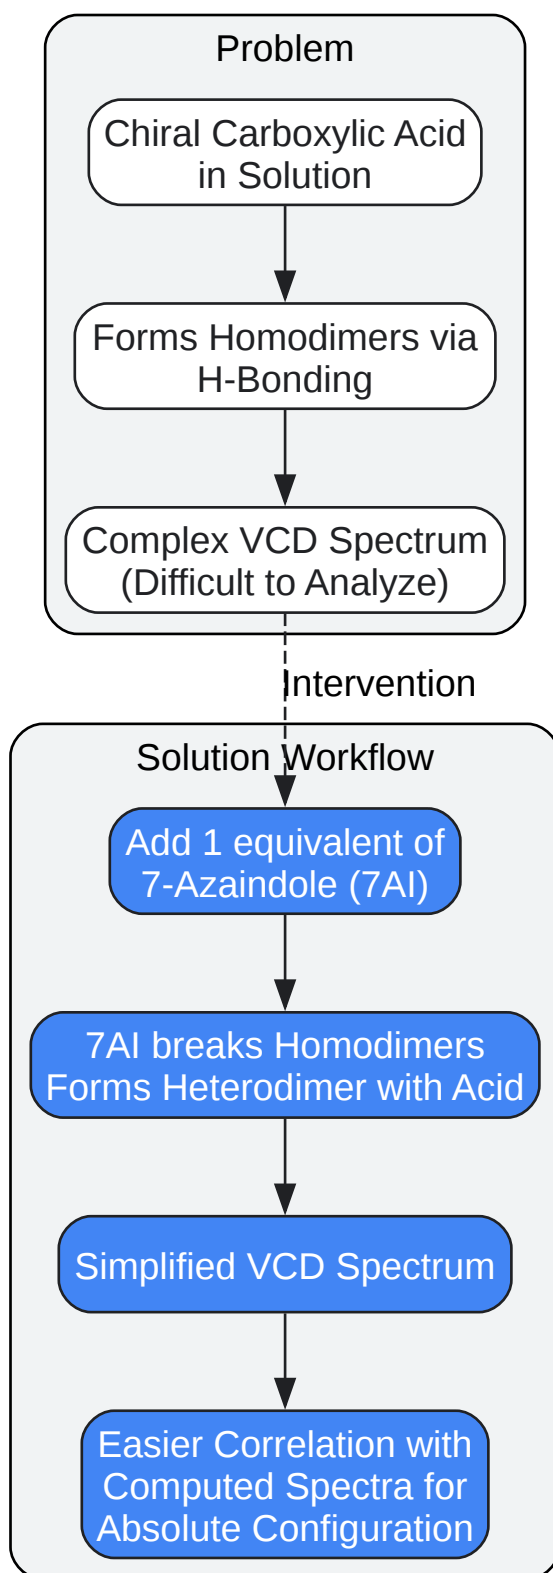 Problem
Chiral Carboxylic Acid
in Solution
Forms Homodimers via
H-Bonding
Complex VCD Spectrum
(Difficult to Analyze)
Intervention
Solution Workflow
Add 1 equivalent of
7-Azaindole (7AI)
7AI breaks Homodimers
Forms Heterodimer with Acid
Simplified VCD Spectrum
Easier Correlation with
Computed Spectra for
Absolute Configuration